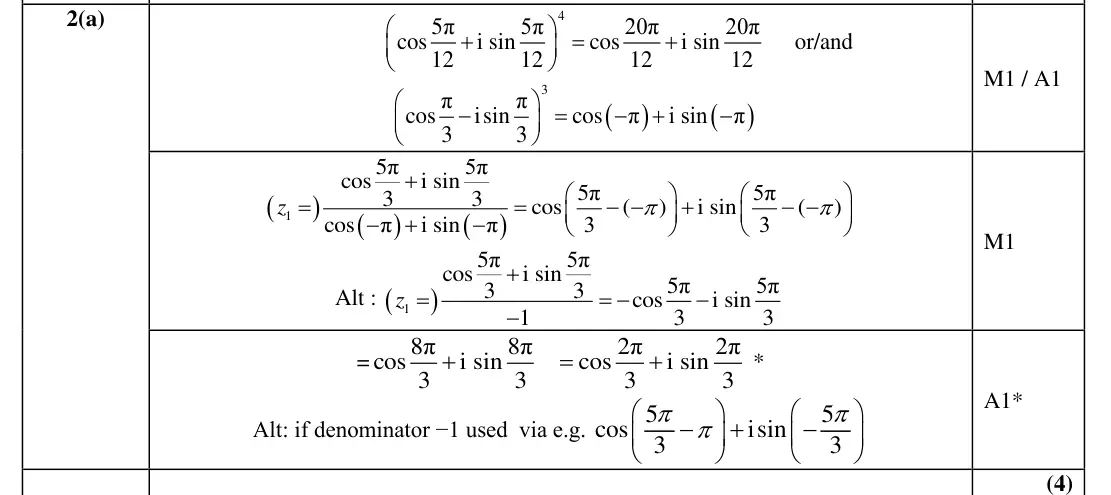 2(a)
(cos 5π/12 + i sin 5π/12)^4 = cos 20π/12 + i sin 20π/12 or/and
(cos π/3 − i sin π/3)^3 = cos(−π) + i sin(−π)
M1 / A1
(z₁ =) (cos 5π/3 + i sin 5π/3)/(cos(−π) + i sin(−π)) = cos(5π/3 − (−π)) + i sin(5π/3 − (−π))
Alt : (z₁ =) (cos 5π/3 + i sin 5π/3)/(−1) = −cos 5π/3 − i sin 5π/3
M1
= cos 8π/3 + i sin 8π/3 = cos 2π/3 + i sin 2π/3 *
Alt: if denominator −1 used via e.g. cos(5π/3 − π) + i sin(− 5π/3)
A1*
(4)